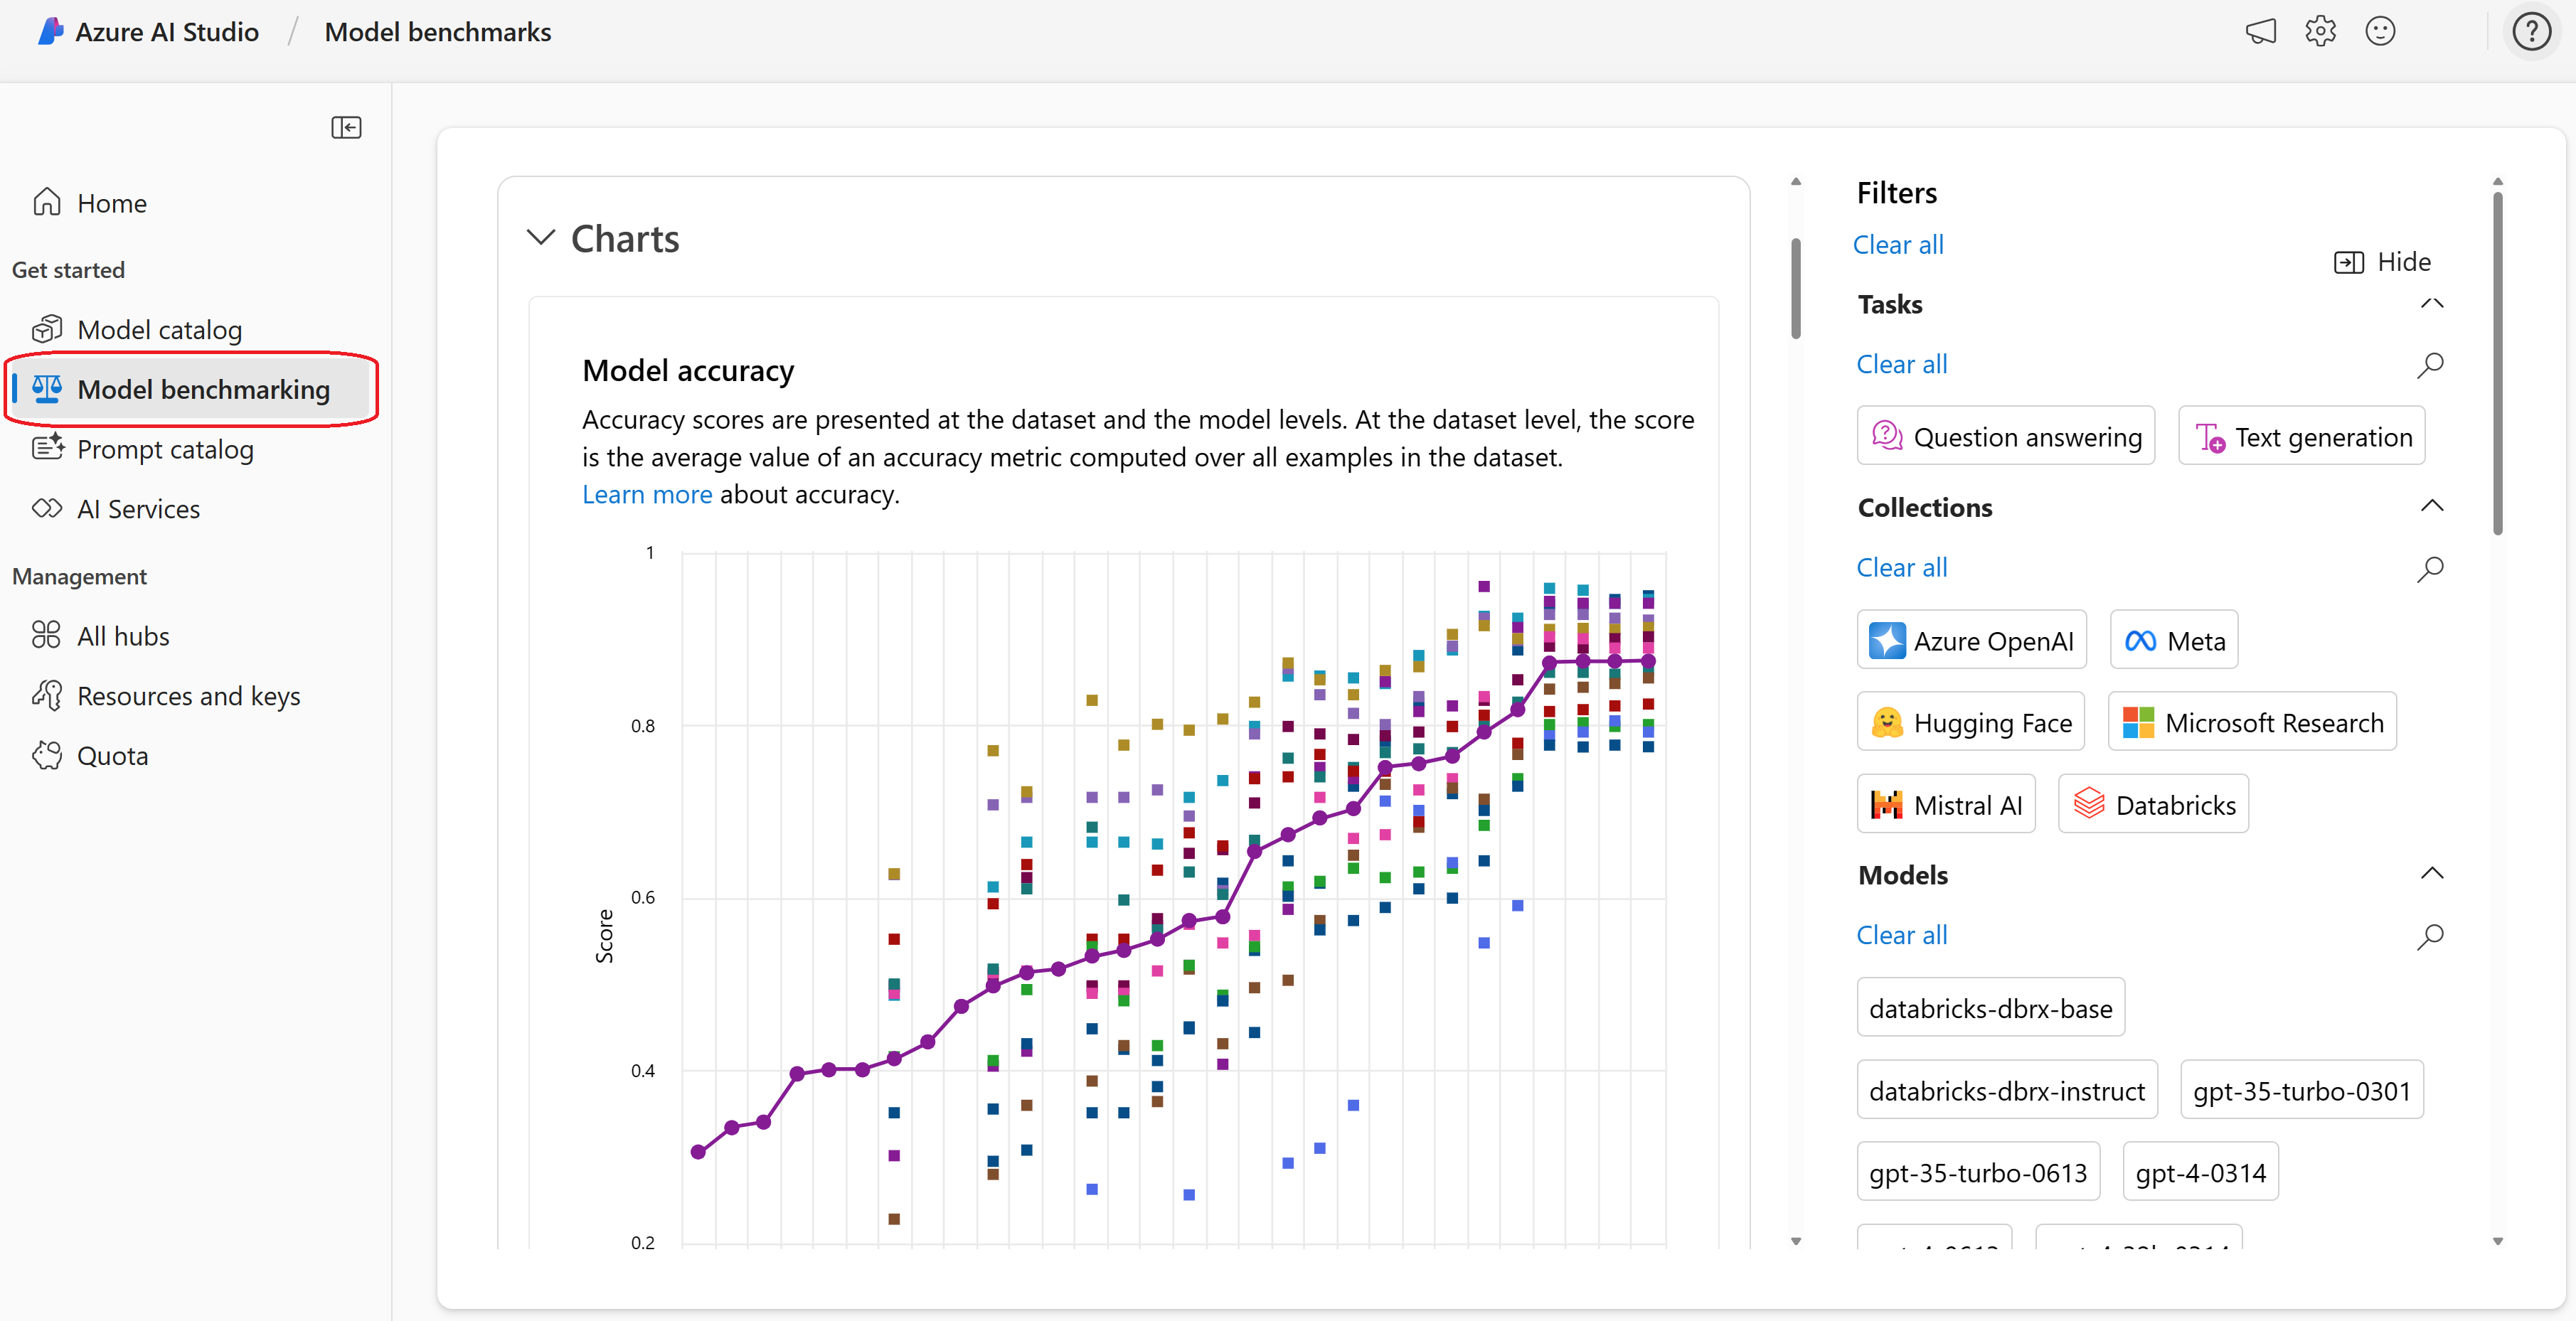 Azure AI Studio / Model benchmarks
Home
Get started
Model catalog
Model benchmarking
Prompt catalog
AI Services
Management
All hubs
Resources and keys
Quota
Charts
Model accuracy
Accuracy scores are presented at the dataset and the model levels. At the dataset level, the score
is the average value of an accuracy metric computed over all examples in the dataset.
Learn more about accuracy.
1
0.8
0.6
0.4
0.2
Score
Filters
Clear all
Hide
Tasks
Clear all
Question answering Text generation
Collections
Clear all
Azure OpenAI Meta
Hugging Face Microsoft Research
Mistral AI Databricks
Models
Clear all
databricks-dbrx-base
databricks-dbrx-instruct gpt-35-turbo-0301
gpt-35-turbo-0613 gpt-4-0314